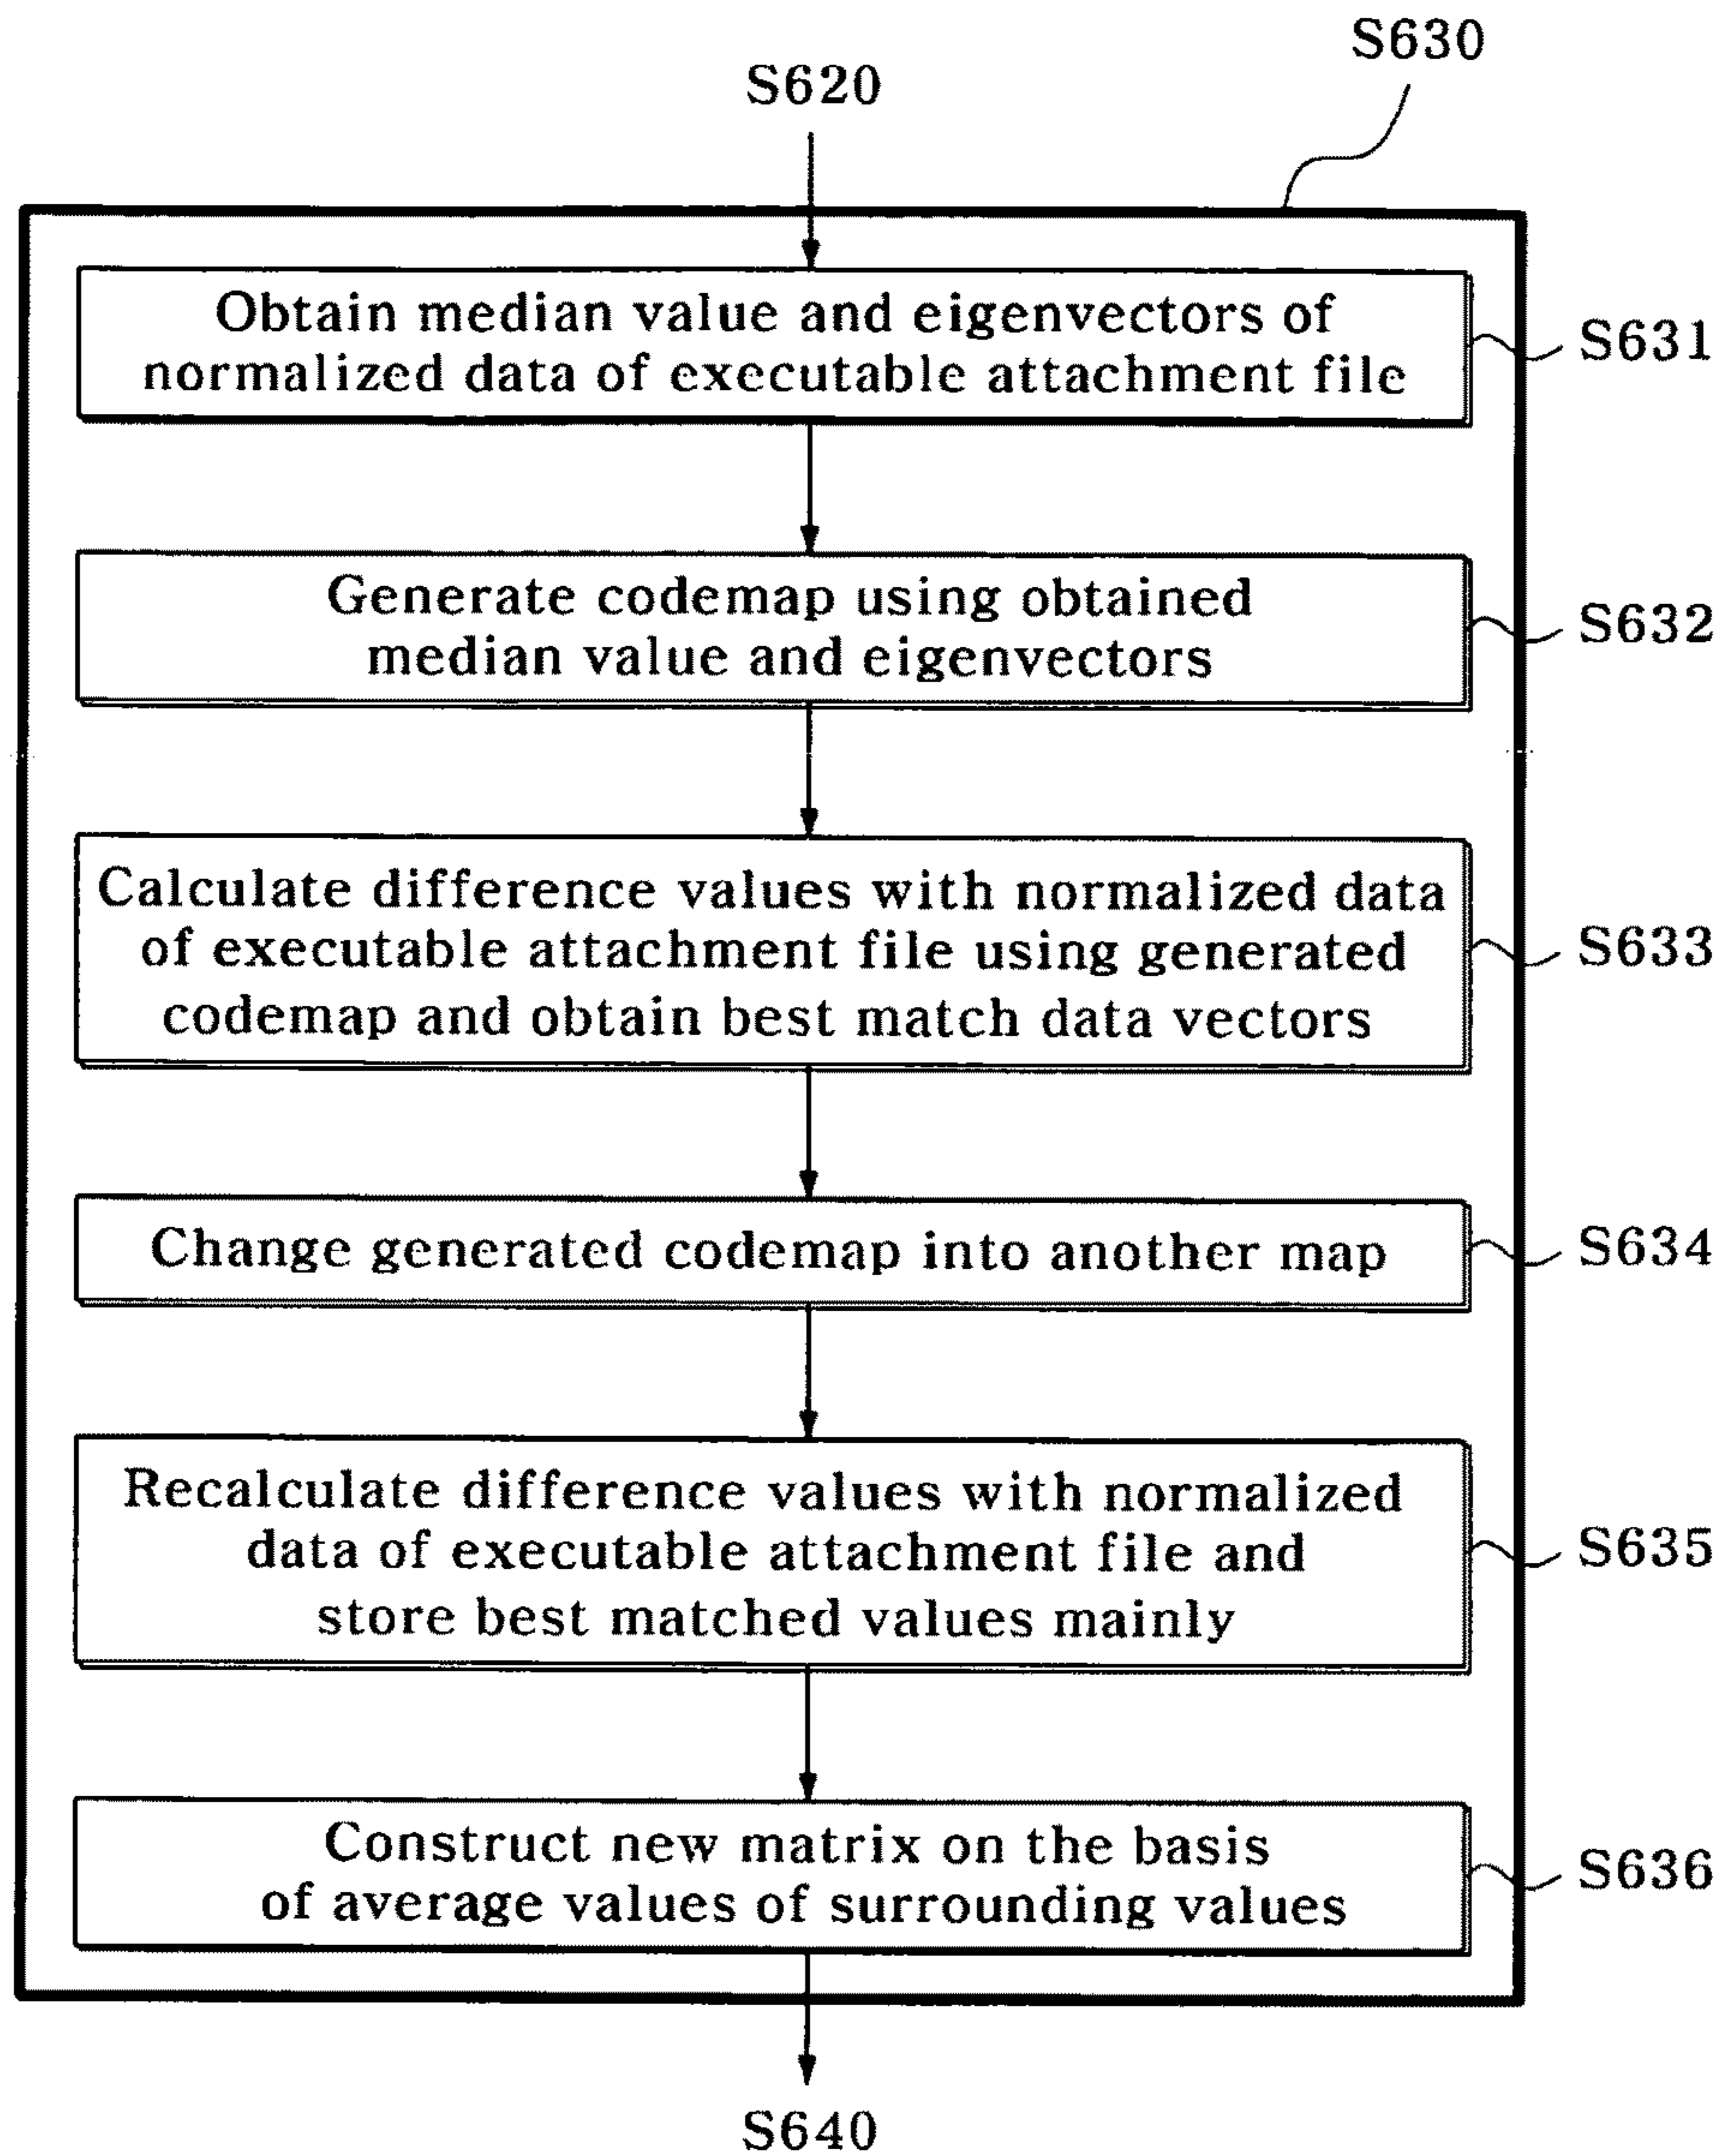 S630
S620
Obtain median value and eigenvectors of
normalized data of executable attachment file
S631
Generate codemap using obtained
median value and eigenvectors
S632
Calculate difference values with normalized data
of executable attachment file using generated
codemap and obtain best match data vectors
S633
Change generated codemap into another map
S634
Recalculate difference values with normalized
data of executable attachment file and
store best matched values mainly
S635
Construct new matrix on the basis
of average values of surrounding values
S636
S640